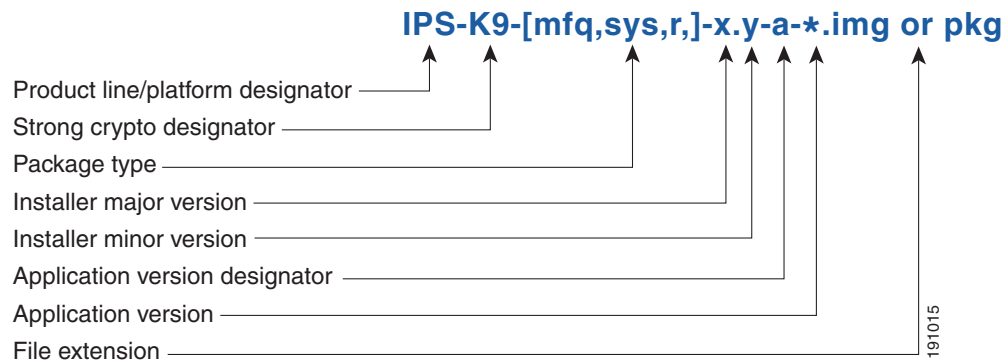 IPS-K9-[mfq,sys,r,]-x.y-a-*.img or pkg
Product line/platform designator
Strong crypto designator
Package type
Installer major version
Installer minor version
Application version designator
Application version
File extension
191015